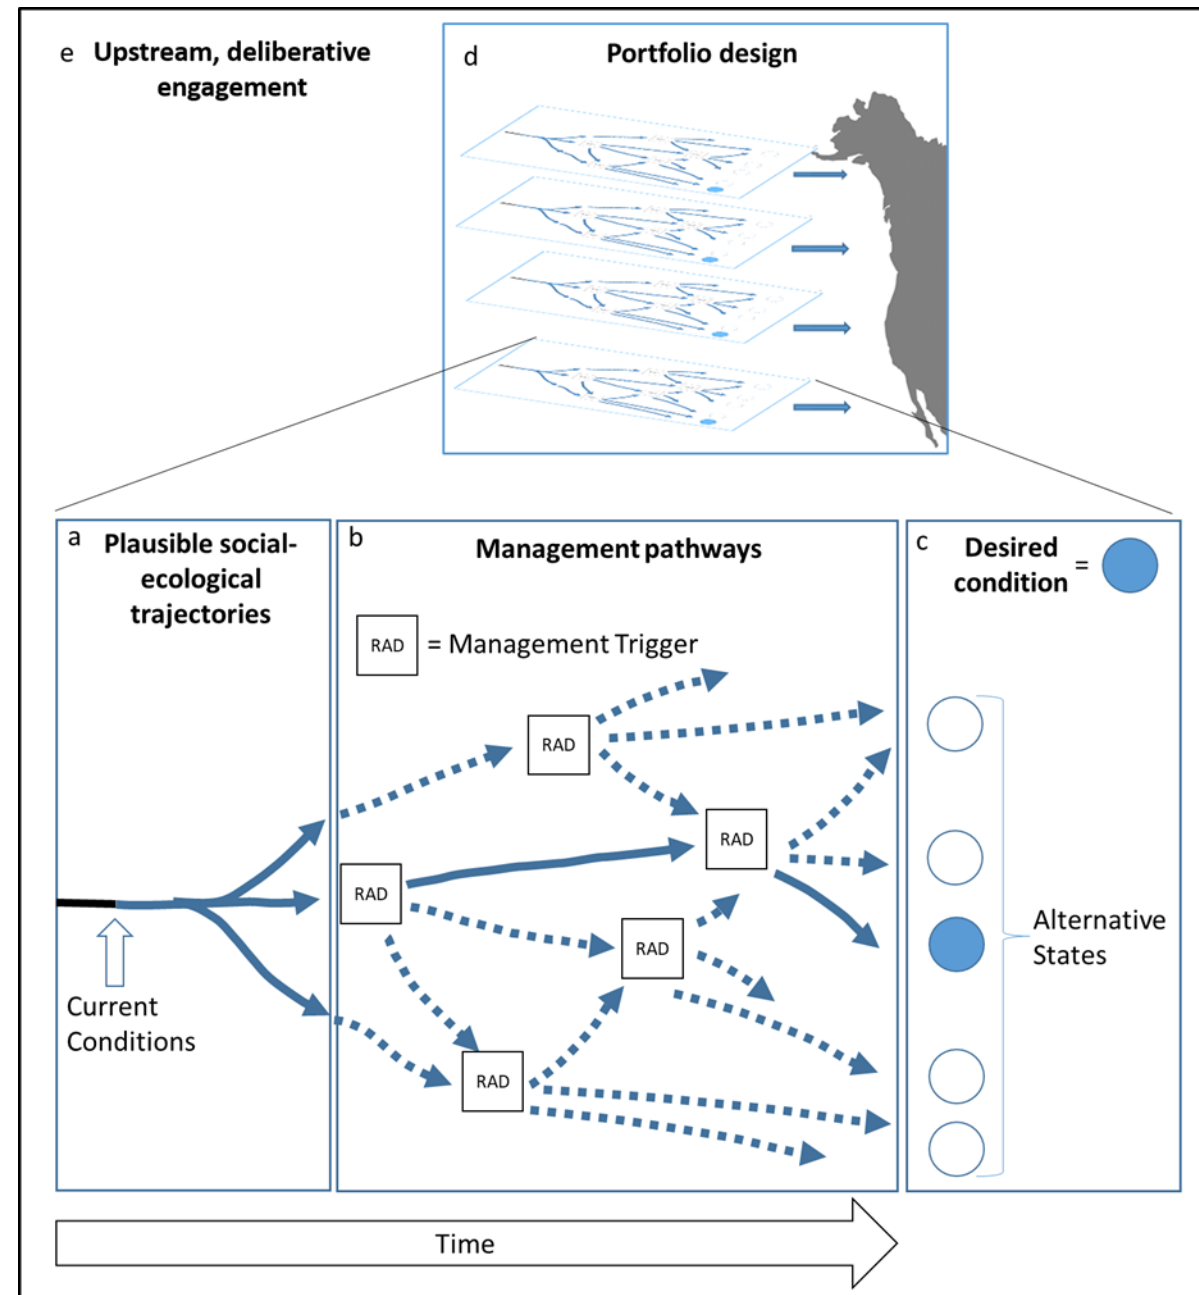 e
Upstream, deliberative
engagement
d
Portfolio design
a
Plausible social-
ecological
trajectories
b
Management pathways
RAD
= Management Trigger
c
Desired
condition
=
RAD
RAD
RAD
RAD
RAD
Current
Conditions
Alternative
States
Time